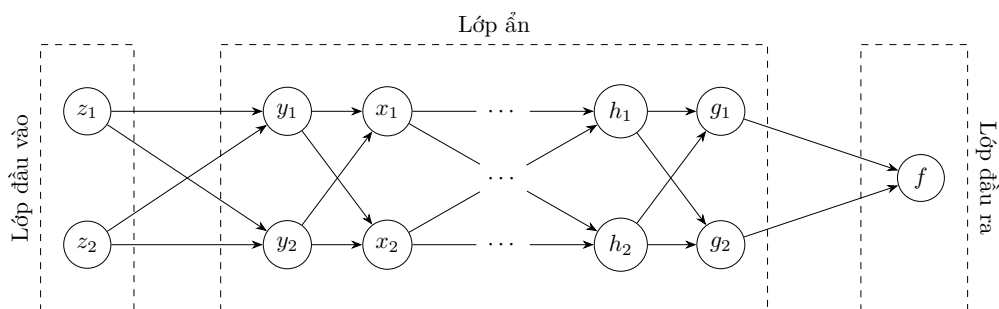 Lớp ẩn
Lớp đầu vào
z₁ y₁ x₁ ⋯ h₁ g₁
⋯ f
z₂ y₂ x₂ ⋯ h₂ g₂
Lớp đầu ra